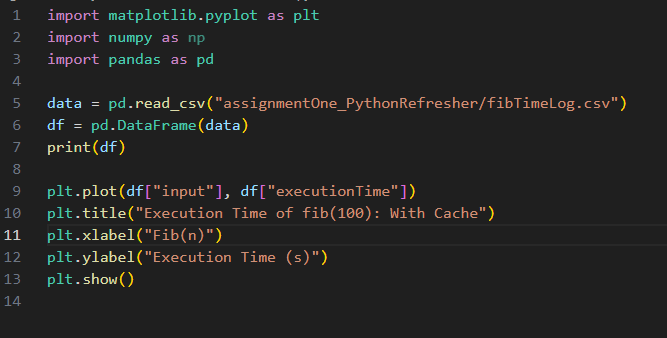 1 import matplotlib.pyplot as plt
2 import numpy as np
3 import pandas as pd
4
5 data = pd.read_csv("assignmentOne_PythonRefresher/fibTimeLog.csv")
6 df = pd.DataFrame(data)
7 print(df)
8
9 plt.plot(df["input"], df["executionTime"])
10 plt.title("Execution Time of fib(100): With Cache")
11 plt.xlabel("Fib(n)")
12 plt.ylabel("Execution Time (s)")
13 plt.show()
14